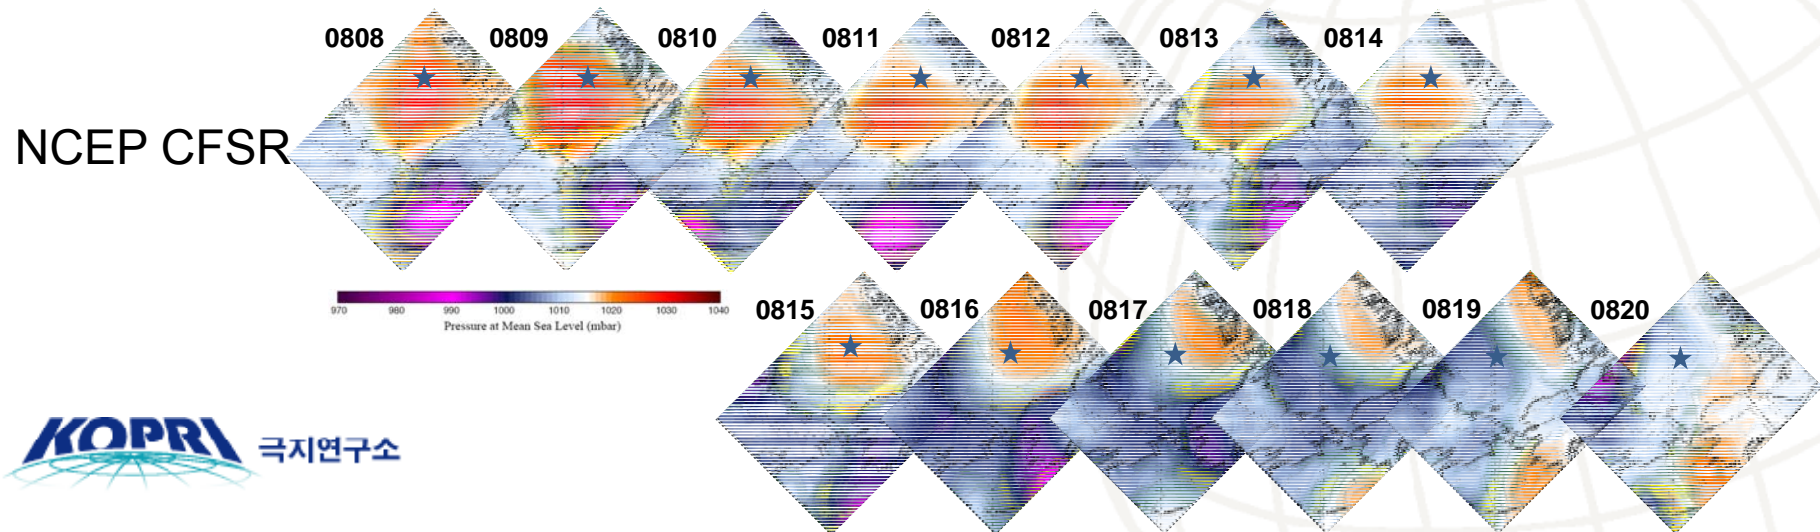 0808 0809 0810 0811 0812 0813 0814
NCEP CFSR
970 980 990 1000 1010 1020 1030 1040
Pressure at Mean Sea Level (mbar)
0815 0816 0817 0818 0819 0820
KOPRI 극지연구소